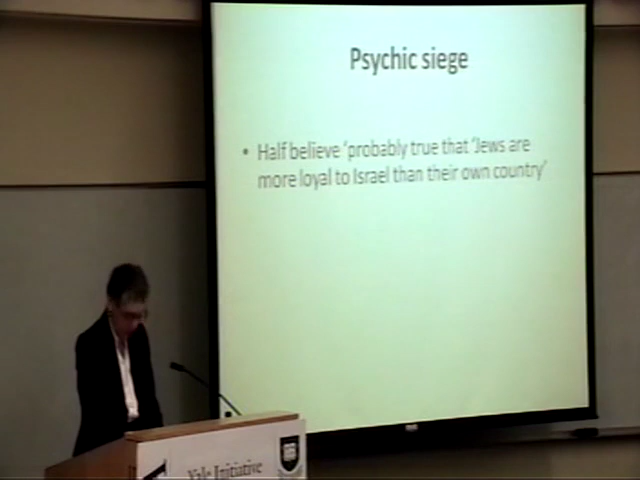 Psychic siege
• Half believe 'probably true that 'Jews are
more loyal to Israel than their own country'
Yale Initiative